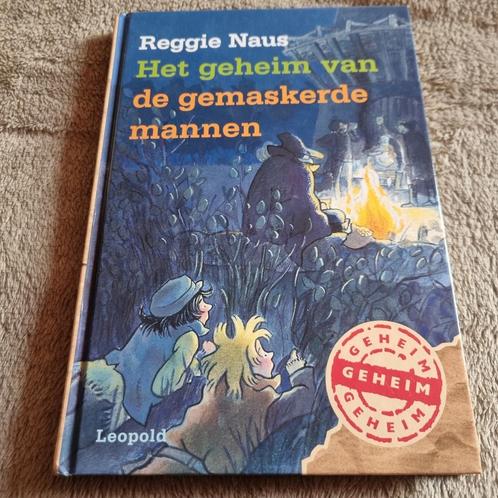 Reggie Naus
Het geheim van
de gemaskerde
mannen
GEHEIM
GEHEIM
GEHEIM
Leopold